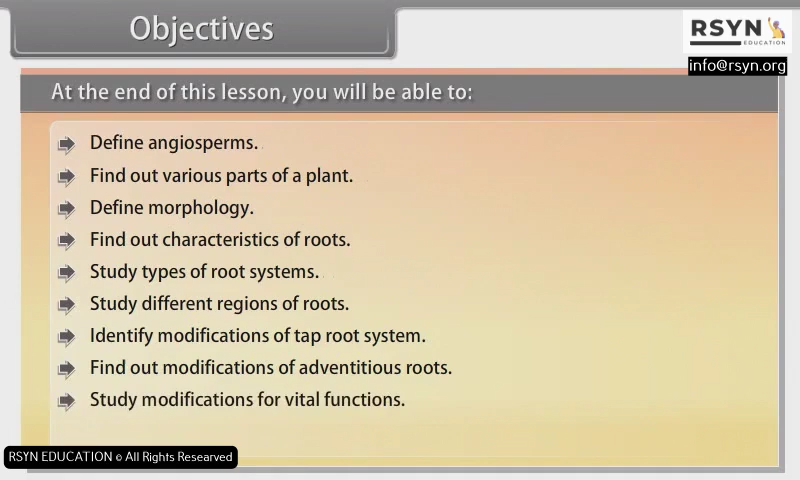 Objectives
RSYN
EDUCATION
info@rsyn.org
At the end of this lesson, you will be able to:
Define angiosperms.
Find out various parts of a plant.
Define morphology.
Find out characteristics of roots.
Study types of root systems.
Study different regions of roots.
Identify modifications of tap root system.
Find out modifications of adventitious roots.
Study modifications for vital functions.
RSYN EDUCATION © All Rights Researved